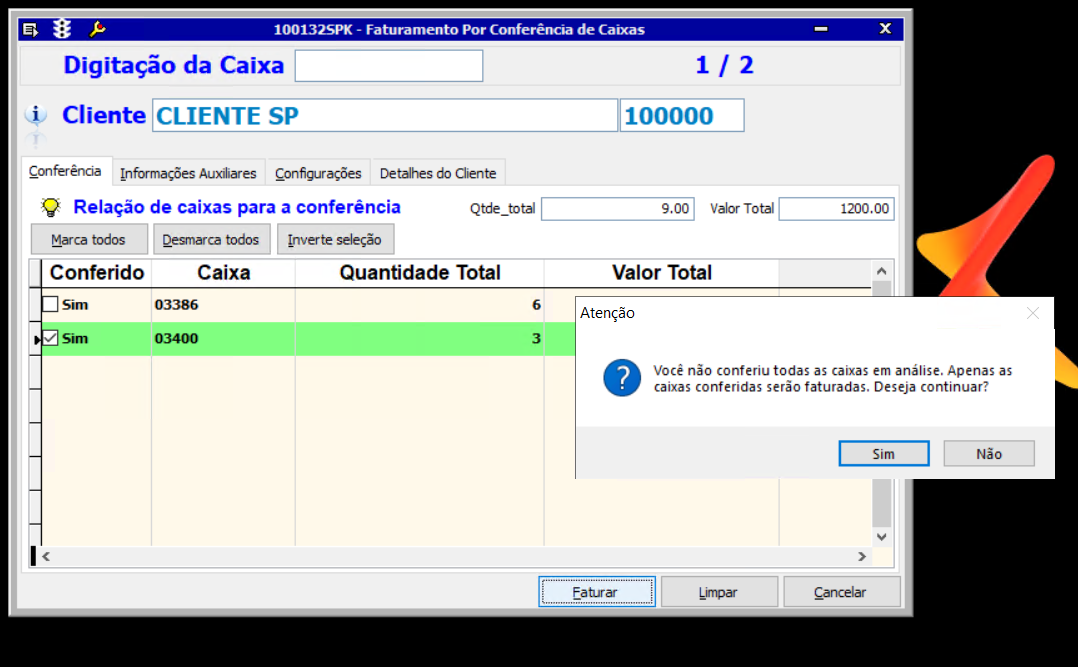 100132SPK - Faturamento Por Conferência de Caixas
Digitação da Caixa
1 / 2
Cliente CLIENTE SP 100000
Conferência Informações Auxiliares Configurações Detalhes do Cliente
Relação de caixas para a conferência Qtde_total 9.00 Valor Total 1200.00
Marca todos Desmarca todos Inverte seleção
Conferido Caixa Quantidade Total Valor Total
Sim 03386 6
Sim 03400 3
Atenção
Você não conferiu todas as caixas em análise. Apenas as
caixas conferidas serão faturadas. Deseja continuar?
Sim Não
Faturar Limpar Cancelar